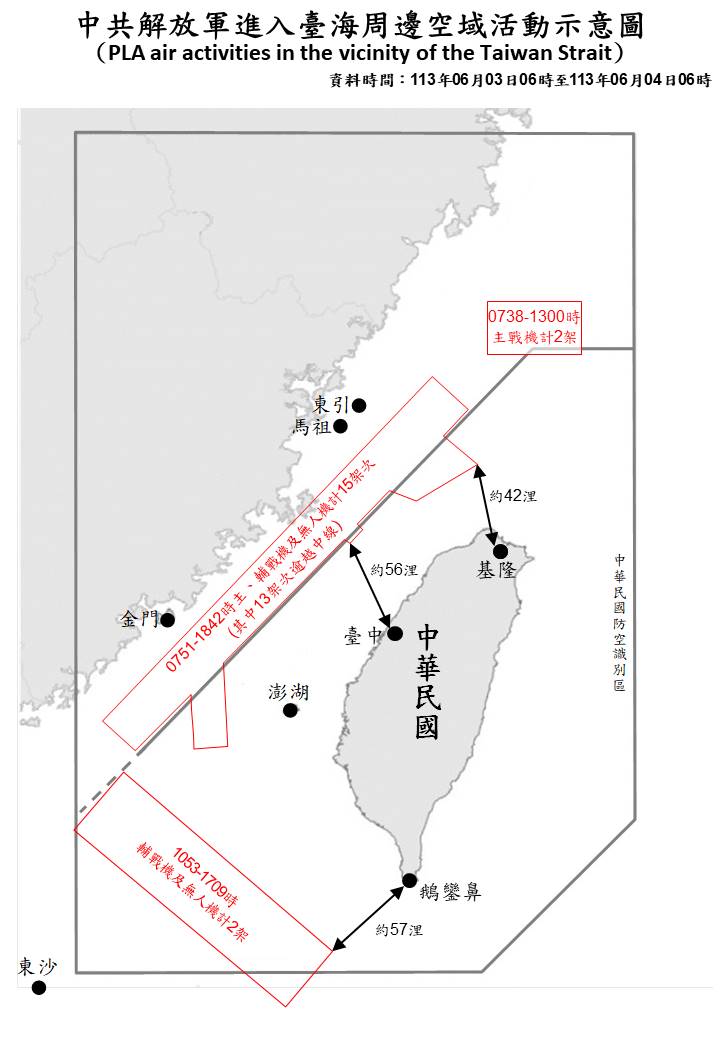 中共解放軍進入臺海周邊空域活動示意圖
（PLA air activities in the vicinity of the Taiwan Strait）
資料時間：113年06月03日06時至113年06月04日06時
0738-1300時
主戰機計2架
東引
馬祖
0751-1842時主、輔戰機及無人機計15架次
(其中13架次逾越中線)
約42浬
基隆
約56浬
中華民國防空識別區
金門
臺中
中華民國
澎湖
1053-1709時
輔戰機及無人機計2架
鵝鑾鼻
約57浬
東沙